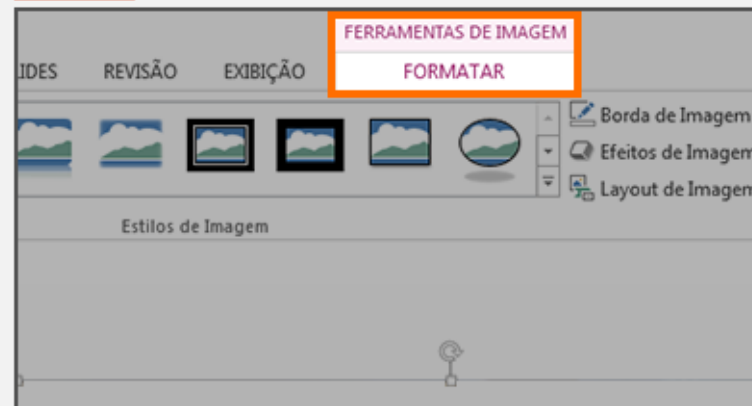 FERRAMENTAS DE IMAGEM
IDES REVISÃO EXIBIÇÃO FORMATAR
Borda de Imagem
Efeitos de Imagem
Layout de Imagem
Estilos de Imagem